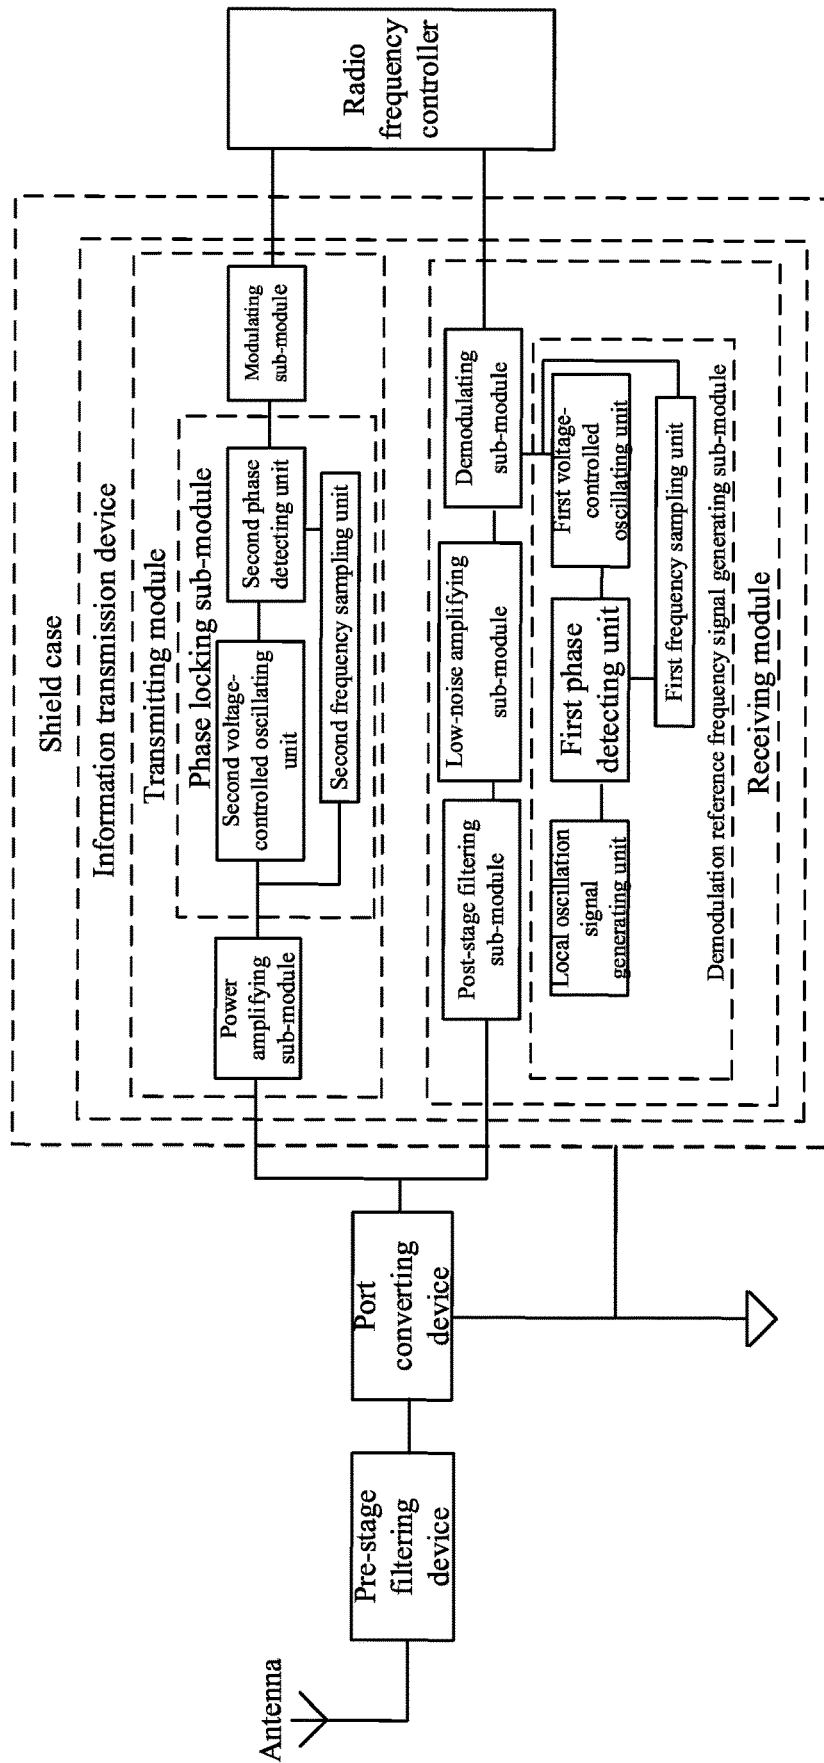 Antenna
Pre-stage
filtering
device
Port
converting
device
Shield case
Information transmission device
Transmitting module
Phase locking sub-module
Power
amplifying
sub-module
Second voltage-
controlled oscillating
unit
Second phase
detecting unit
Second frequency sampling unit
Modulating
sub-module
Radio
frequency
controller
Post-stage filtering
sub-module
Low-noise amplifying
sub-module
Demodulating
sub-module
Local oscillation
signal
generating unit
First phase
detecting unit
First voltage-
controlled
oscillating unit
First frequency sampling unit
Demodulation reference frequency signal generating sub-module
Receiving module